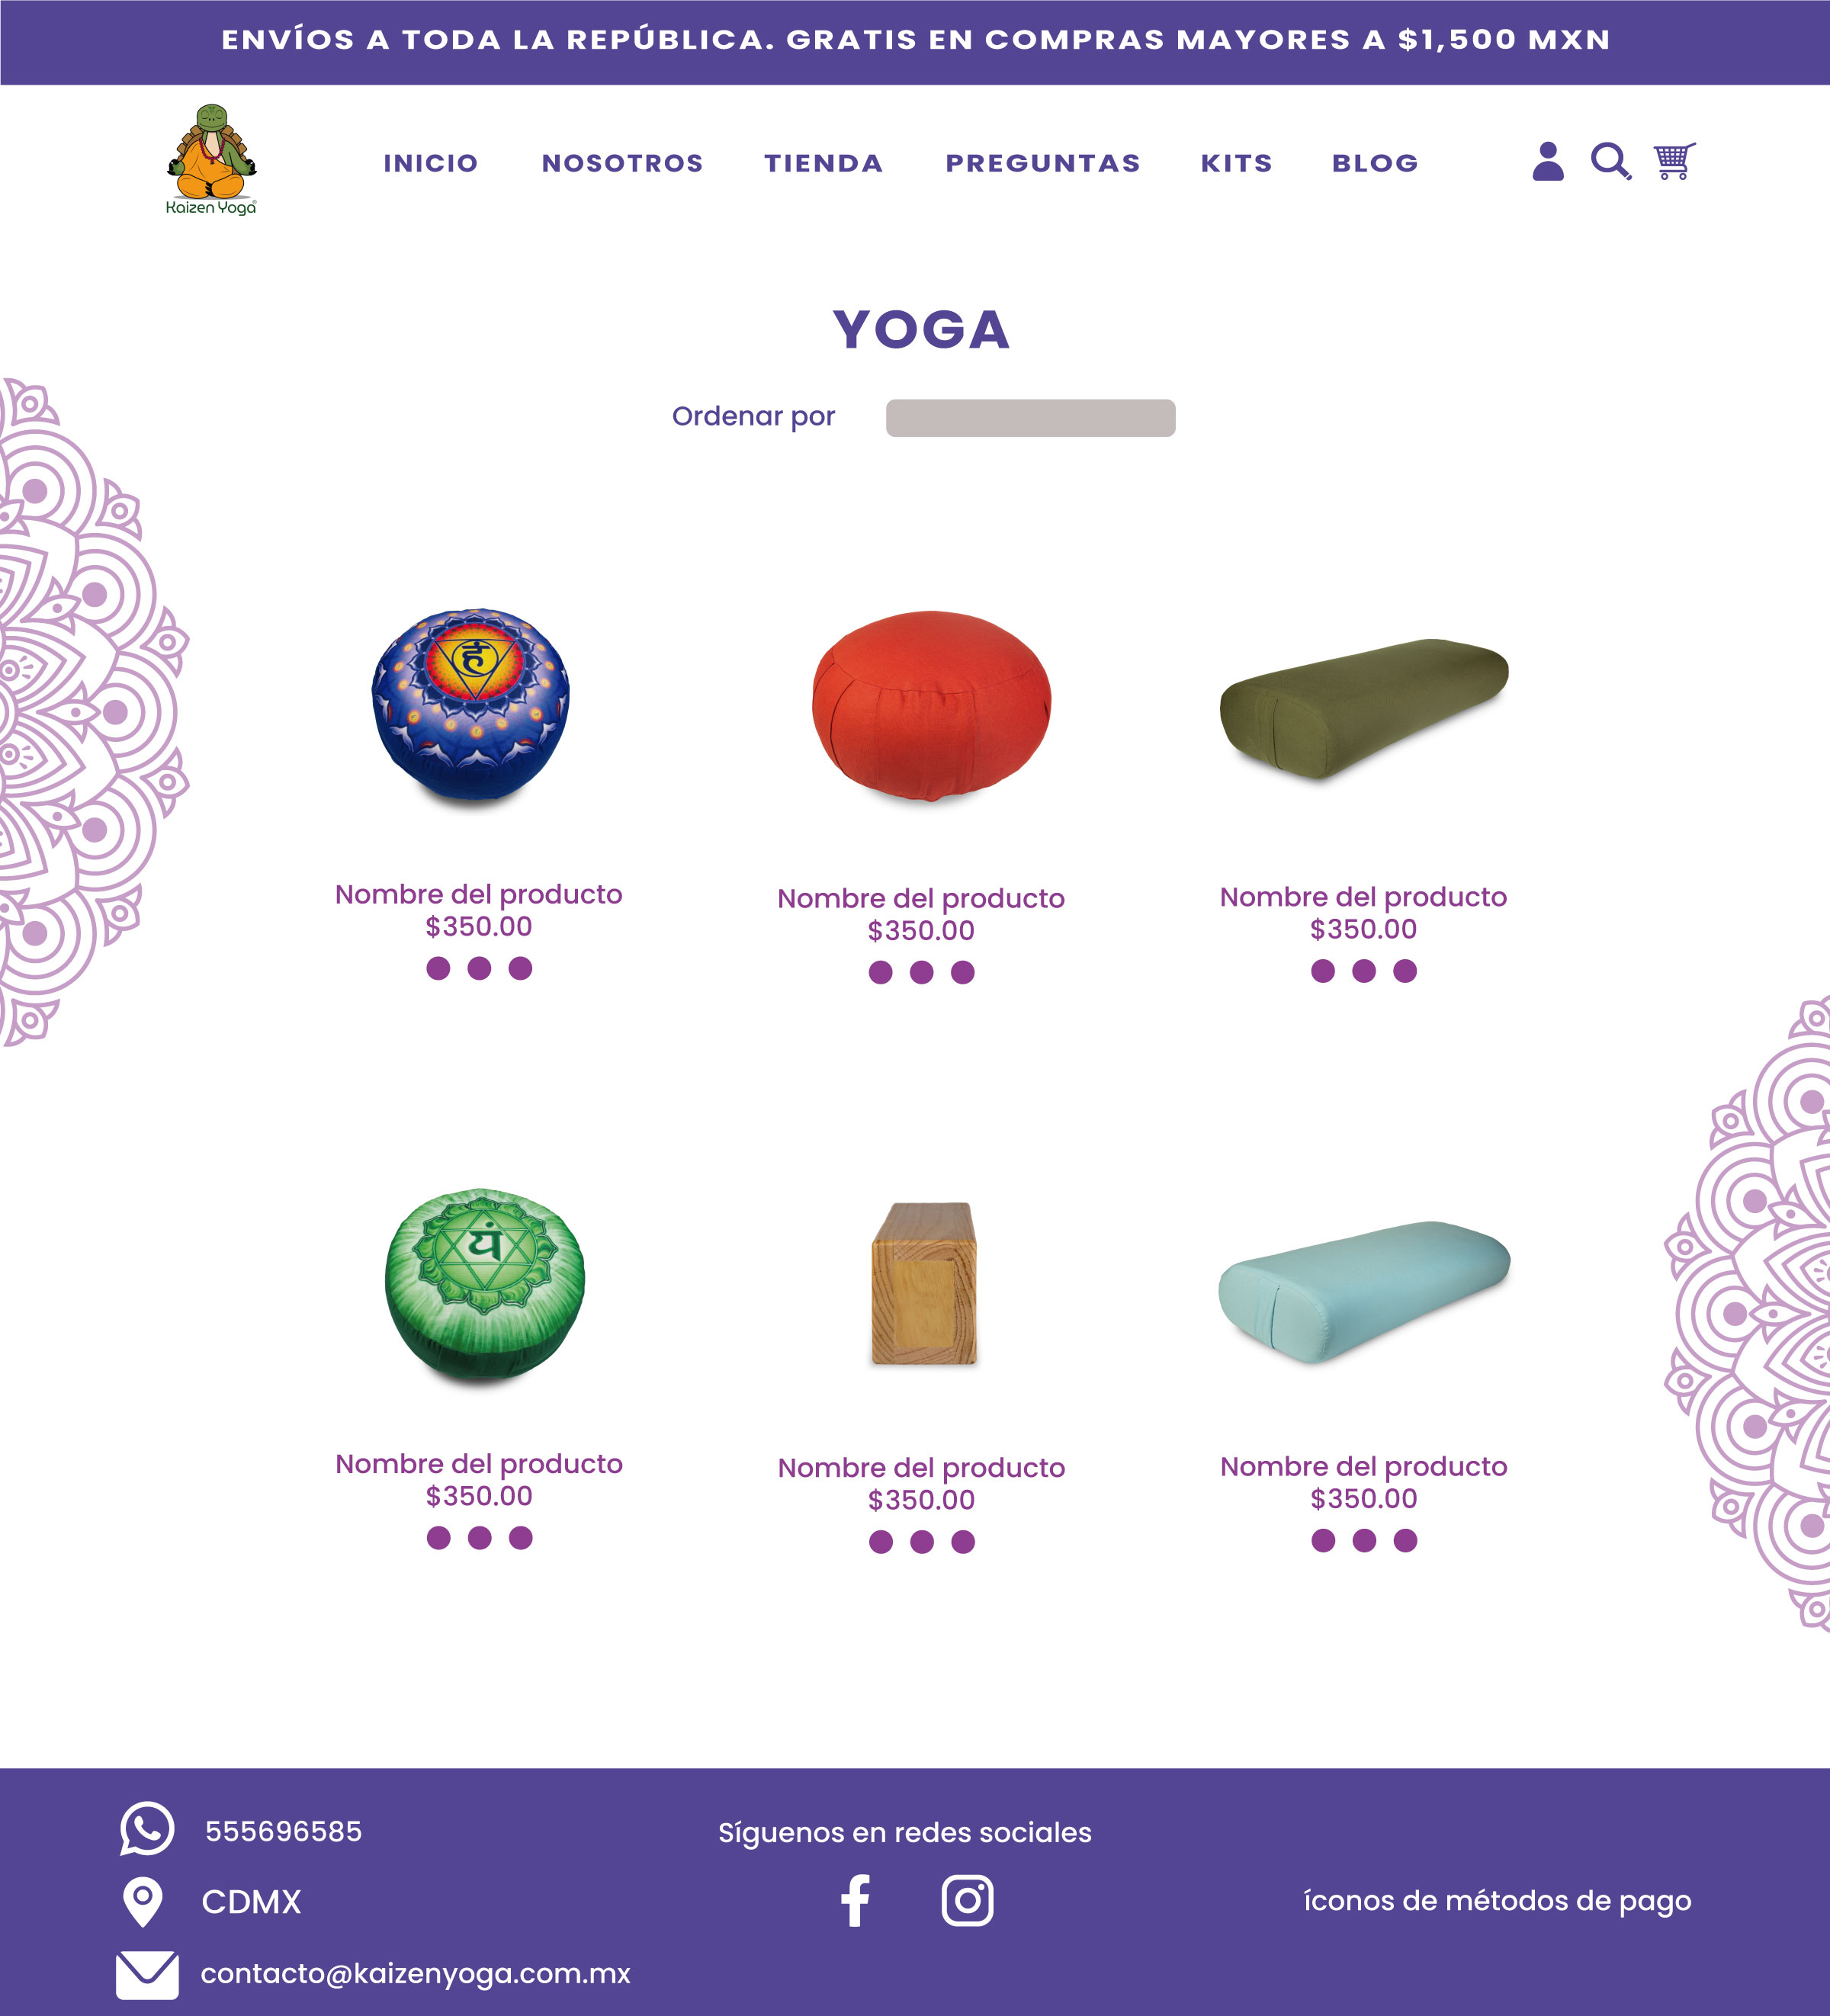 ENVÍOS A TODA LA REPÚBLICA. GRATIS EN COMPRAS MAYORES A $1,500 MXN
Kaizen Yoga®
INICIO NOSOTROS TIENDA PREGUNTAS KITS BLOG
YOGA
Ordenar por
हं
Nombre del producto Nombre del producto Nombre del producto
$350.00 $350.00 $350.00
यं
Nombre del producto Nombre del producto Nombre del producto
$350.00 $350.00 $350.00
555696585
Síguenos en redes sociales
CDMX
íconos de métodos de pago
contacto@kaizenyoga.com.mx